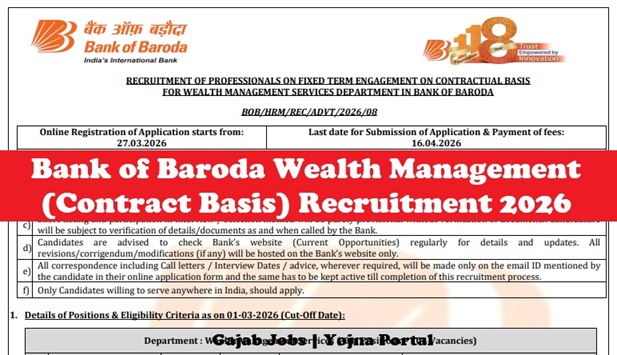 बैंक ऑफ़ बड़ौदा
Bank of Baroda
India's International Bank
118
Trust
Empowered by
Innovation
RECRUITMENT OF PROFESSIONALS ON FIXED TERM ENGAGEMENT ON CONTRACTUAL BASIS
FOR WEALTH MANAGEMENT SERVICES DEPARTMENT IN BANK OF BARODA
BOB/HRM/REC/ADVT/2026/08
Online Registration of Application starts from: Last date for Submission of Application & Payment of fees:
27.03.2026 16.04.2026
Bank of Baroda Wealth Management
(Contract Basis) Recruitment 2026
c)
will be subject to verification of details/documents as and when called by the Bank.
d) Candidates are advised to check Bank's website (Current Opportunities) regularly for details and updates. All
revisions/corrigendum/modifications (if any) will be hosted on the Bank's website only.
e) All correspondence including Call letters / Interview Dates / advice, wherever required, will be made only on the email ID mentioned by
the candidate in their online application form and the same has to be kept active till completion of this recruitment process.
f) Only Candidates willing to serve anywhere in India, should apply.
1. Details of Positions & Eligibility Criteria as on 01-03-2026 (Cut-Off Date):
Department : Vacancies)
Gajab Jobs | Yojna Portal